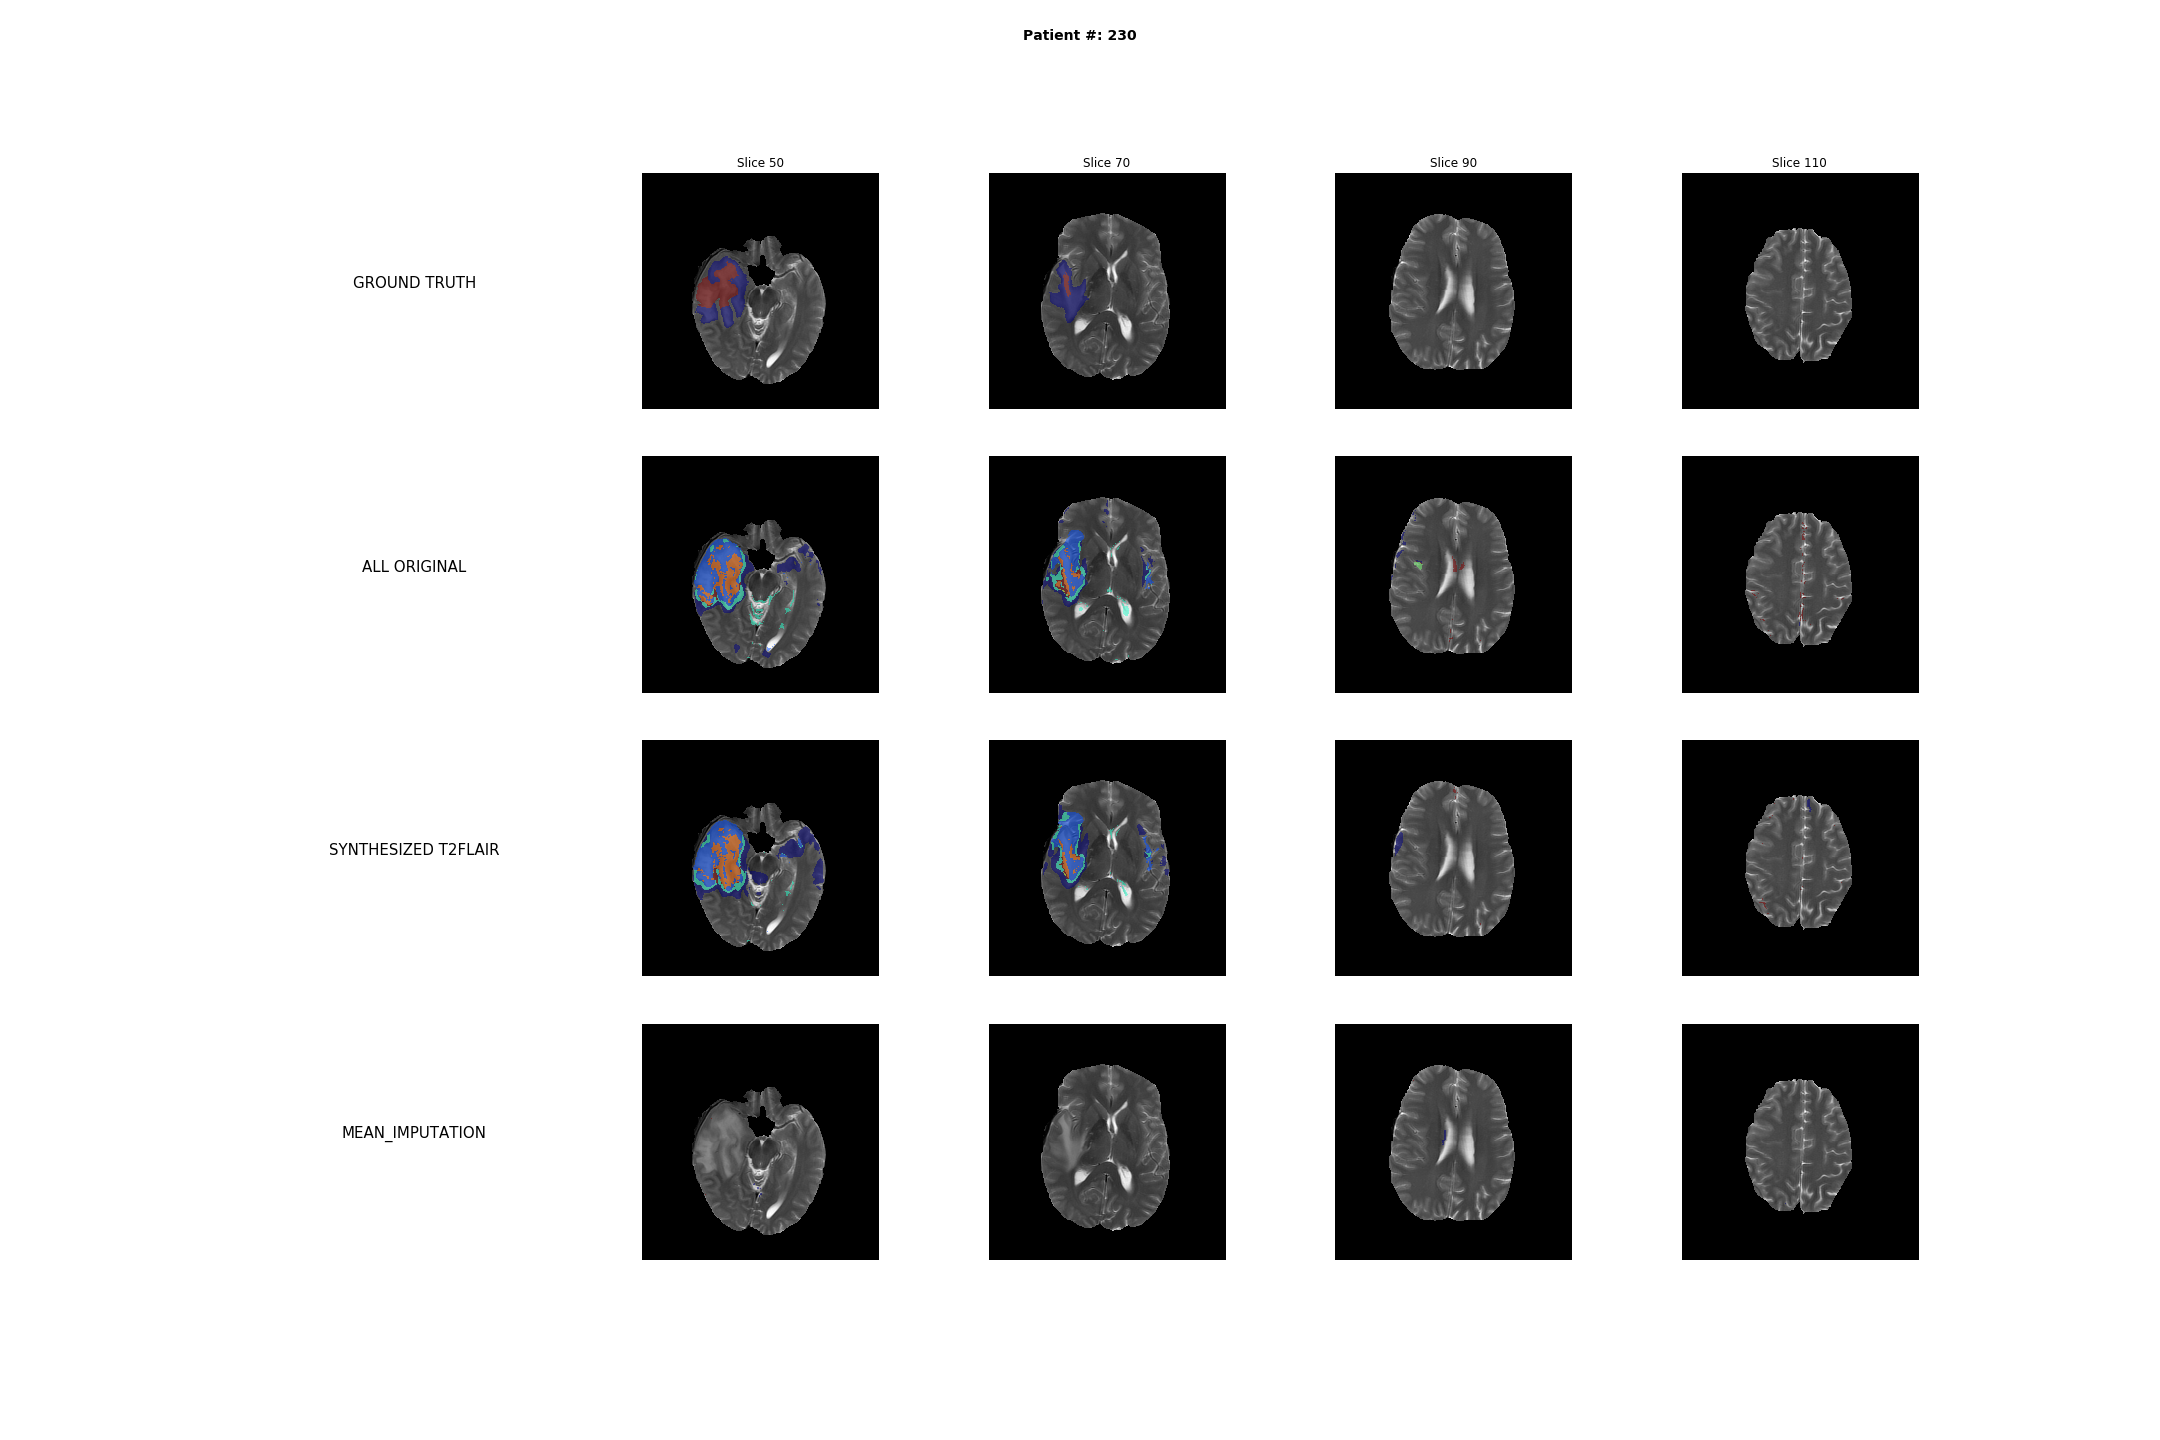 Patient #: 230
Slice 50
Slice 70
Slice 90
Slice 110
GROUND TRUTH
ALL ORIGINAL
SYNTHESIZED T2FLAIR
MEAN_IMPUTATION